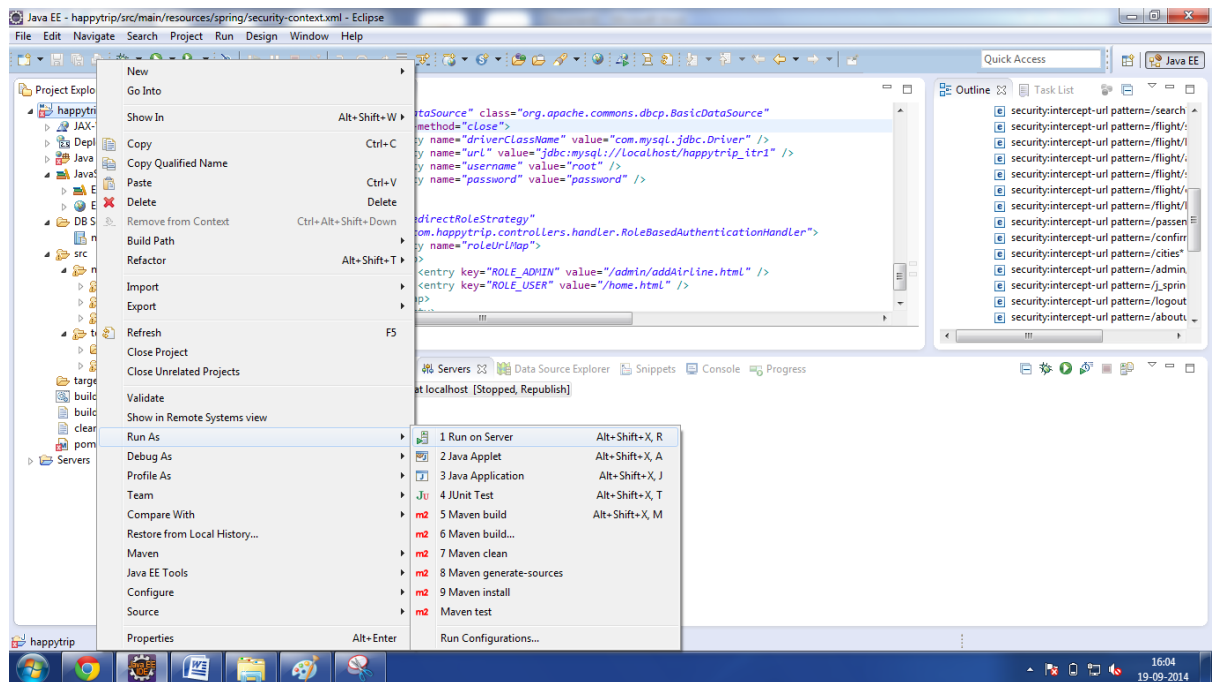 Java EE - happytrip/src/main/resources/spring/security-context.xml - Eclipse
File Edit Navigate Search Project Run Design Window Help
Quick Access
Java EE
Project Explo
happytri
JAX-
Depl
Java
JavaS
E
E
DB S
n
src
n
te
targe
build
build
clear
pom
Servers
New
Go Into
Show In Alt+Shift+W
Copy Ctrl+C
Copy Qualified Name
Paste Ctrl+V
Delete Delete
Remove from Context Ctrl+Alt+Shift+Down
Build Path
Refactor Alt+Shift+T
Import
Export
Refresh F5
Close Project
Close Unrelated Projects
Validate
Show in Remote Systems view
Run As
Debug As
Profile As
Team
Compare With
Restore from Local History...
Maven
Java EE Tools
Configure
Source
Properties Alt+Enter
1 Run on Server Alt+Shift+X, R
2 Java Applet Alt+Shift+X, A
3 Java Application Alt+Shift+X, J
4 JUnit Test Alt+Shift+X, T
5 Maven build Alt+Shift+X, M
6 Maven build...
7 Maven clean
8 Maven generate-sources
9 Maven install
Maven test
Run Configurations...
ataSource" class="org.apache.commons.dbcp.BasicDataSource"
-method="close">
y name="driverClassName" value="com.mysql.jdbc.Driver" />
y name="url" value="jdbc:mysql://localhost/happytrip_itr1" />
y name="username" value="root" />
y name="password" value="password" />
edirectRoleStrategy"
com.happytrip.controllers.handler.RoleBasedAuthenticationHandler">
y name="roleUrlMap">
p>
<entry key="ROLE_ADMIN" value="/admin/addAirline.html" />
<entry key="ROLE_USER" value="/home.html" />
ap>
Outline Task List
security:intercept-url pattern=/search
security:intercept-url pattern=/flight/
security:intercept-url pattern=/flight/
security:intercept-url pattern=/flight/
security:intercept-url pattern=/flight/
security:intercept-url pattern=/flight/
security:intercept-url pattern=/flight/
security:intercept-url pattern=/passen
security:intercept-url pattern=/confirr
security:intercept-url pattern=/cities*
security:intercept-url pattern=/admin
security:intercept-url pattern=/j_sprin
security:intercept-url pattern=/logout
security:intercept-url pattern=/aboutu
Servers Data Source Explorer Snippets Console Progress
at localhost [Stopped, Republish]
happytrip
16:04
19-09-2014